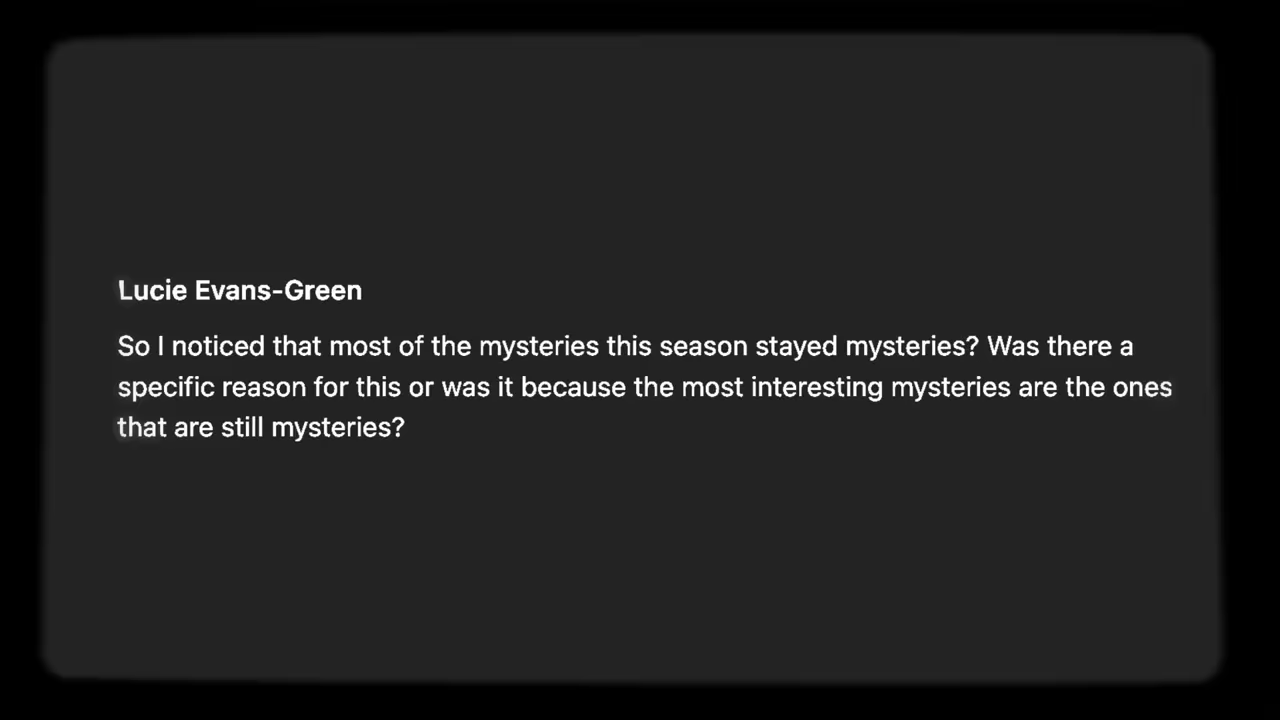 Lucie Evans-Green
So I noticed that most of the mysteries this season stayed mysteries? Was there a
specific reason for this or was it because the most interesting mysteries are the ones
that are still mysteries?